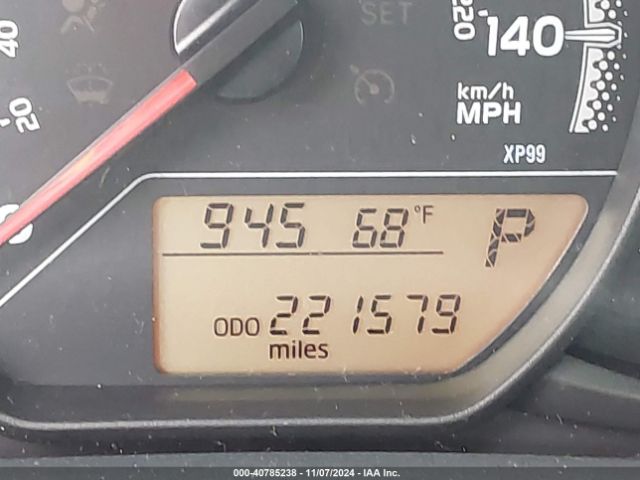 SET
40
20
220
140
km/h
MPH
XP99
945 68°F P
ODO 221579
miles
000-40785238 - 11/07/2024 - IAA Inc.